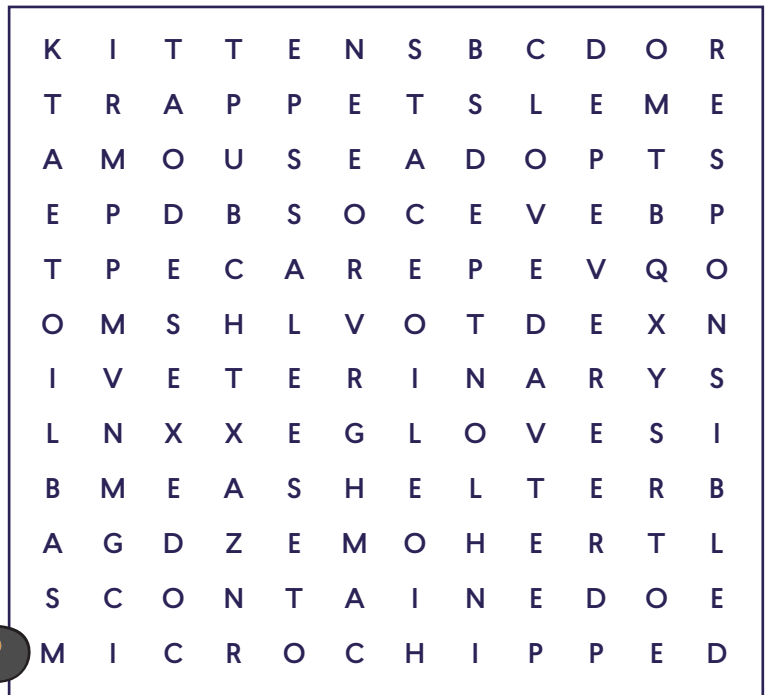 K I T T E N S B C D O R
T R A P P E T S L E M E
A M O U S E A D O P T S
E P D B S O C E V E B P
T P E C A R E P E V Q O
O M S H L V O T D E X N
I V E T E R I N A R Y S
L N X X E G L O V E S I
B M E A S H E L T E R B
A G D Z E M O H E R T L
S C O N T A I N E D O E
M I C R O C H I P P E D